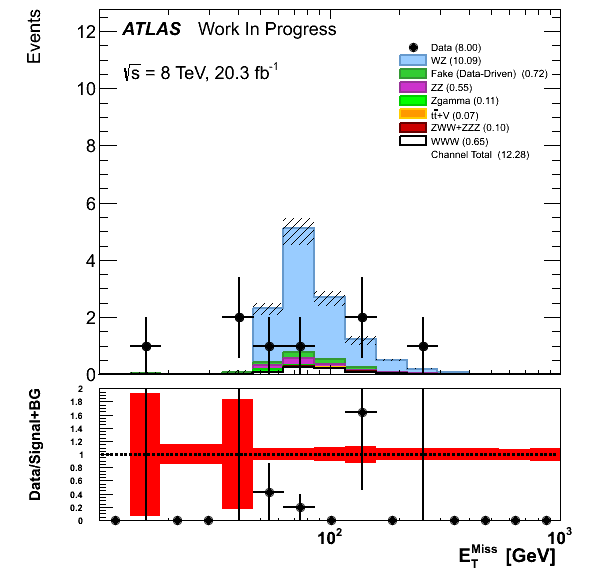 Events
ATLAS Work In Progress
√s = 8 TeV, 20.3 fb⁻¹
Data (8.00)
WZ (10.09)
Fake (Data-Driven) (0.72)
ZZ (0.55)
Zgamma (0.11)
tt̄+V (0.07)
ZWW+ZZZ (0.10)
WWW (0.65)
Channel Total (12.28)
12
10
8
6
4
2
0
Data/Signal+BG
2
1.8
1.6
1.4
1.2
1
0.8
0.6
0.4
0.2
0
10²
10³
E_T^Miss [GeV]